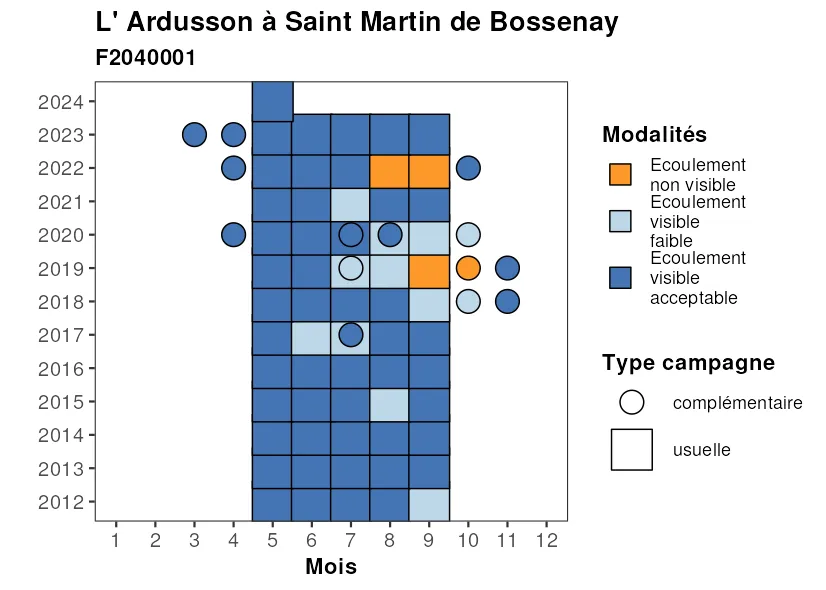 L' Ardusson à Saint Martin de Bossenay
F2040001
2024
2023
2022
2021
2020
2019
2018
2017
2016
2015
2014
2013
2012
1 2 3 4 5 6 7 8 9 10 11 12
Mois
Modalités
Ecoulement
non visible
Ecoulement
visible
faible
Ecoulement
visible
acceptable
Type campagne
complémentaire
usuelle